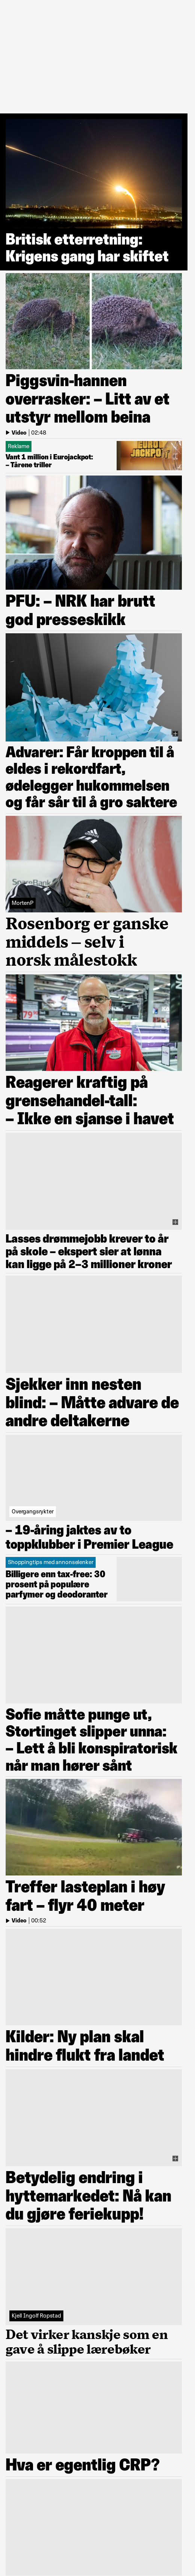 Britisk etterretning:
Krigens gang har skiftet
Piggsvin-hannen
overrasker: – Litt av et
utstyr mellom beina
Video | 02:48
Reklame
Vant 1 million i Eurojackpot:
– Tårene triller
EURO
JACKPOT
PFU: – NRK har brutt
god presseskikk
Advarer: Får kroppen til å
eldes i rekordfart,
ødelegger hukommelsen
og får sår til å gro saktere
MortenP
Rosenborg er ganske
middels – selv i
norsk målestokk
79
Reagerer kraftig på
grensehandel-tall:
– Ikke en sjanse i havet
Lasses drømmejobb krever to år
på skole – ekspert sier at lønna
kan ligge på 2–3 millioner kroner
Sjekker inn nesten
blind: – Måtte advare de
andre deltakerne
Overgangsrykter
– 19-åring jaktes av to
toppklubber i Premier League
Shoppingtips med annonselenker
Billigere enn tax-free: 30
prosent på populære
parfymer og deodoranter
Sofie måtte punge ut,
Stortinget slipper unna:
– Lett å bli konspiratorisk
når man hører sånt
Treffer lasteplan i høy
fart – flyr 40 meter
Video | 00:52
Kilder: Ny plan skal
hindre flukt fra landet
Betydelig endring i
hyttemarkedet: Nå kan
du gjøre feriekupp!
Kjell Ingolf Ropstad
Det virker kanskje som en
gave å slippe lærebøker
Hva er egentlig CRP?